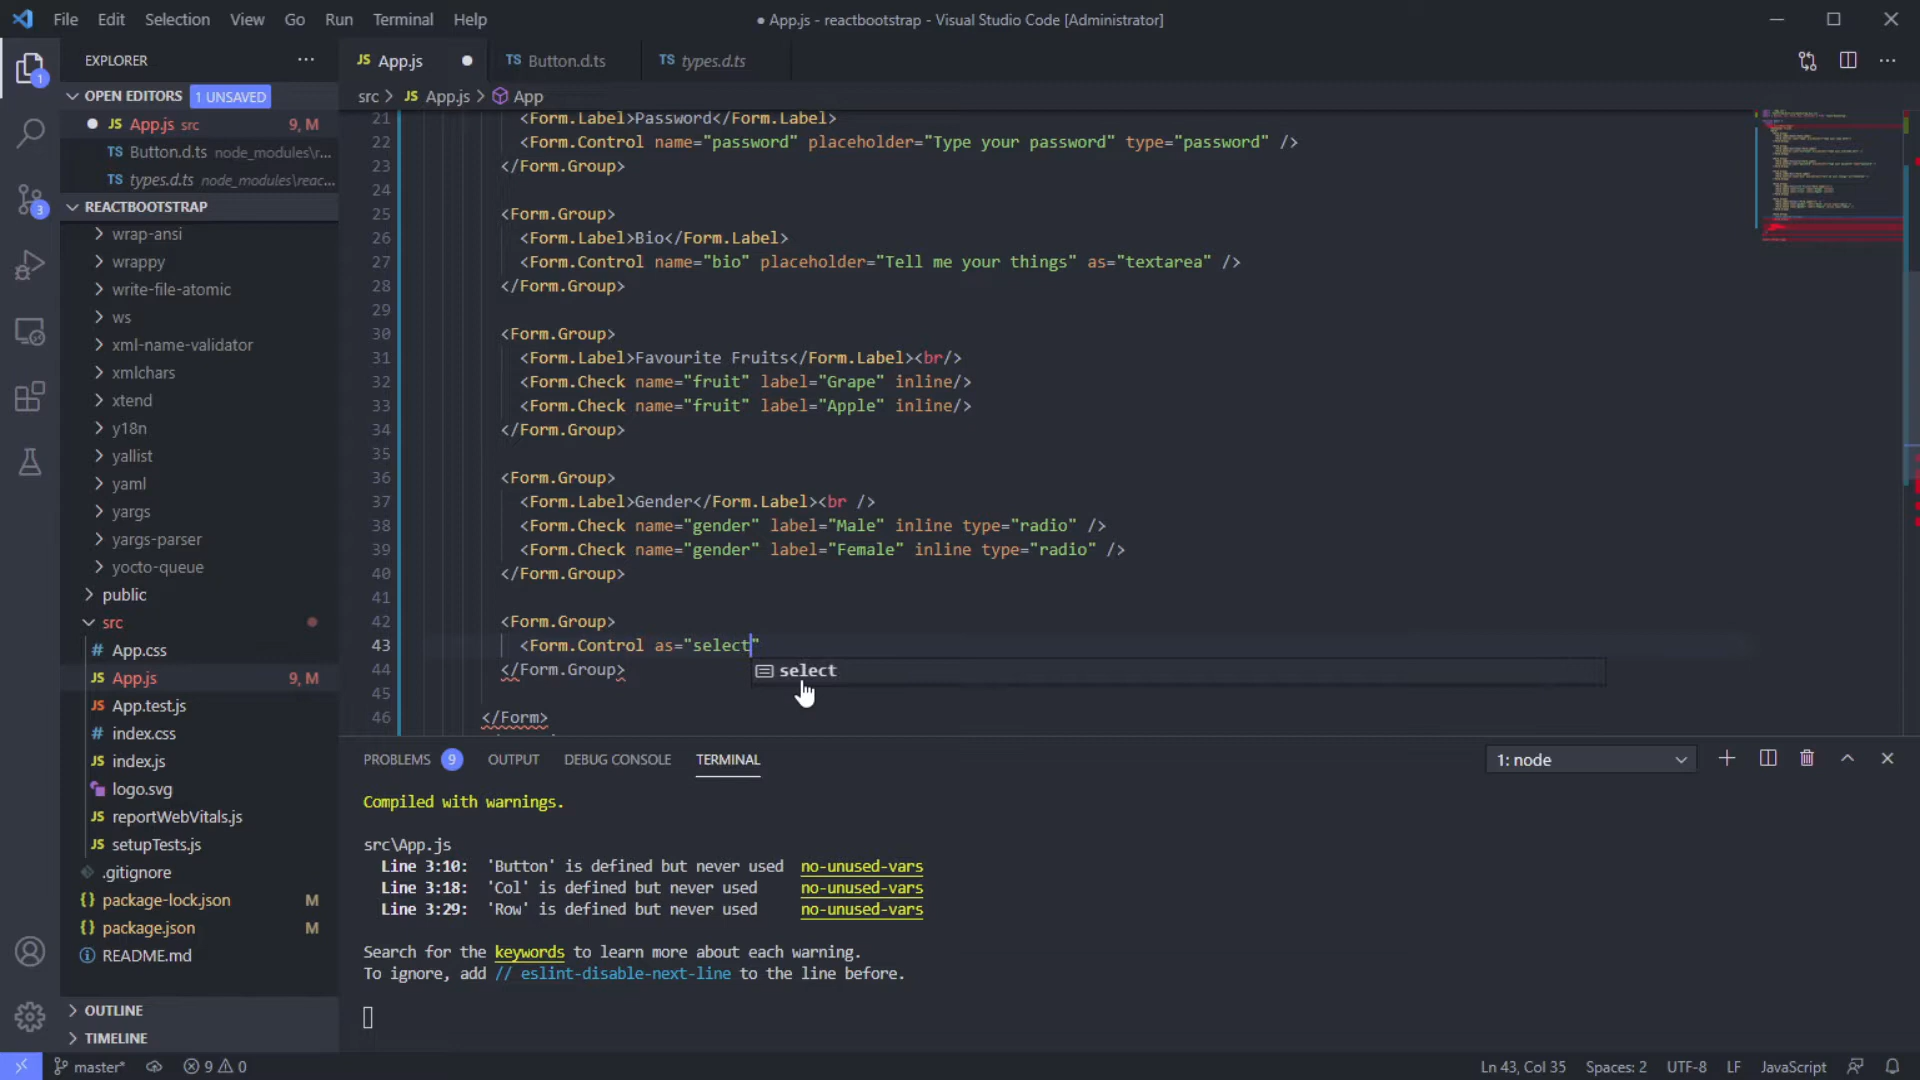 File Edit Selection View Go Run Terminal Help
● App.js - reactbootstrap - Visual Studio Code [Administrator]
EXPLORER ···
JS App.js ●
TS Button.d.ts
TS types.d.ts
OPEN EDITORS 1 UNSAVED
src > JS App.js > App
● JS App.js src 9, M
TS Button.d.ts node_modules\r...
TS types.d.ts node_modules\reac...
REACTBOOTSTRAP
wrap-ansi
wrappy
write-file-atomic
ws
xml-name-validator
xmlchars
xtend
y18n
yallist
yaml
yargs
yargs-parser
yocto-queue
public
src
# App.css
JS App.js 9, M
JS App.test.js
# index.css
JS index.js
logo.svg
JS reportWebVitals.js
JS setupTests.js
.gitignore
{} package-lock.json M
{} package.json M
README.md
OUTLINE
TIMELINE
1
3
21 <Form.Label>Password</Form.Label>
22 <Form.Control name="password" placeholder="Type your password" type="password" />
23 </Form.Group>
24
25 <Form.Group>
26 <Form.Label>Bio</Form.Label>
27 <Form.Control name="bio" placeholder="Tell me your things" as="textarea" />
28 </Form.Group>
29
30 <Form.Group>
31 <Form.Label>Favourite Fruits</Form.Label><br/>
32 <Form.Check name="fruit" label="Grape" inline/>
33 <Form.Check name="fruit" label="Apple" inline/>
34 </Form.Group>
35
36 <Form.Group>
37 <Form.Label>Gender</Form.Label><br />
38 <Form.Check name="gender" label="Male" inline type="radio" />
39 <Form.Check name="gender" label="Female" inline type="radio" />
40 </Form.Group>
41
42 <Form.Group>
43 <Form.Control as="select"
44 </Form.Group>
select
45
46 </Form>
PROBLEMS 9 OUTPUT DEBUG CONSOLE TERMINAL
1: node
Compiled with warnings.
src\App.js
Line 3:10: 'Button' is defined but never used no-unused-vars
Line 3:18: 'Col' is defined but never used no-unused-vars
Line 3:29: 'Row' is defined but never used no-unused-vars
Search for the keywords to learn more about each warning.
To ignore, add // eslint-disable-next-line to the line before.
master* 9 0
Ln 43, Col 35 Spaces: 2 UTF-8 LF JavaScript